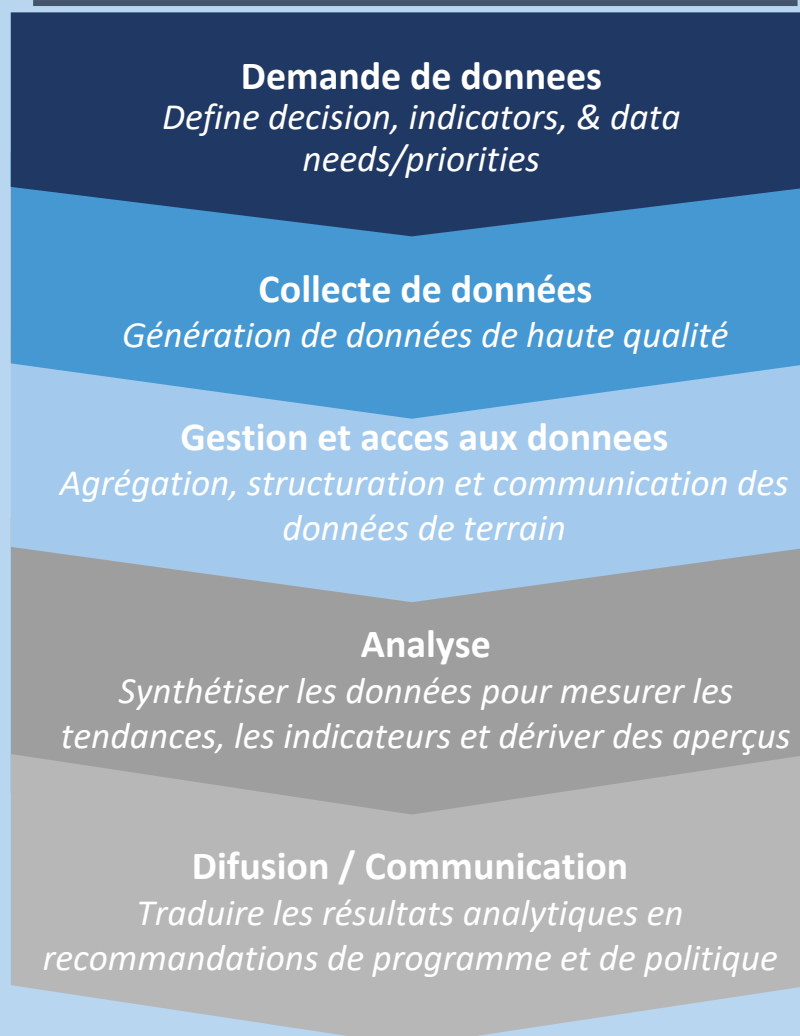 Demande de donnees
Define decision, indicators, & data
needs/priorities
Collecte de données
Génération de données de haute qualité
Gestion et acces aux donnees
Agrégation, structuration et communication des
données de terrain
Analyse
Synthétiser les données pour mesurer les
tendances, les indicateurs et dériver des aperçus
Difusion / Communication
Traduire les résultats analytiques en
recommandations de programme et de politique